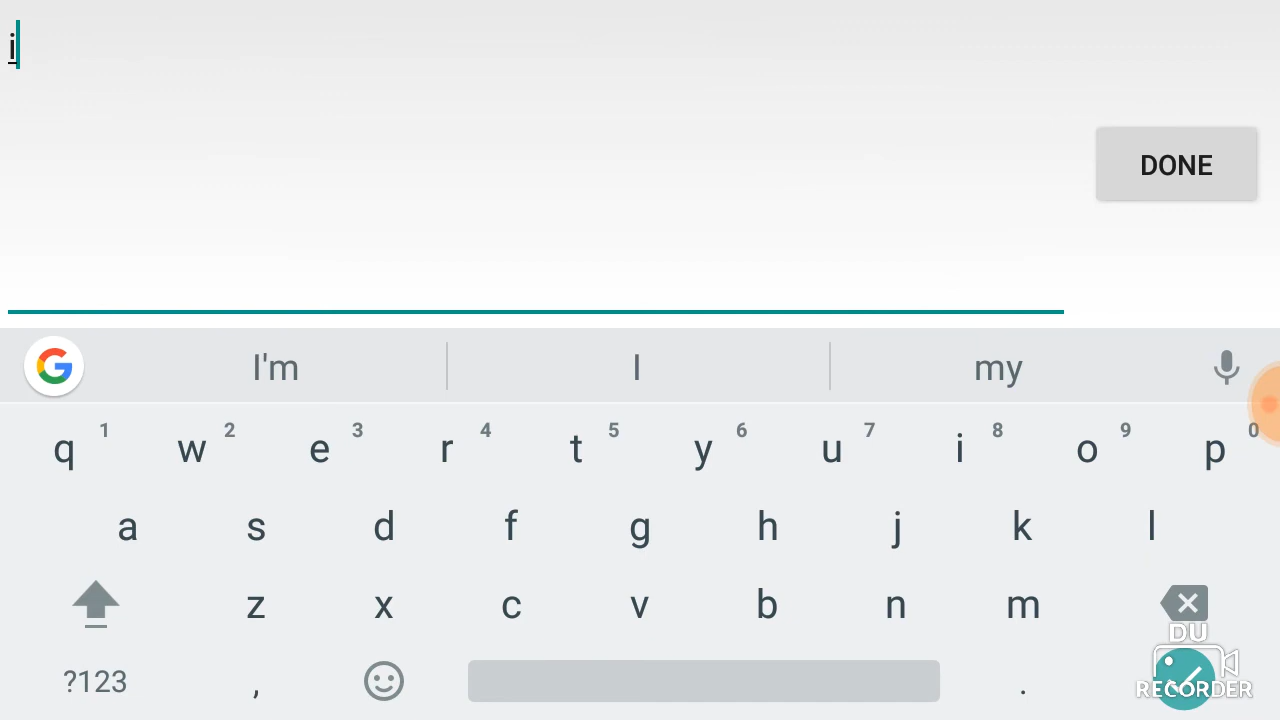 i
DONE
G I'm I my
q 1 w 2 e 3 r 4 t 5 y 6 u 7 i 8 o 9 p 0
a s d f g h j k l
z x c v b n m
?123 , .
DU
RECORDER